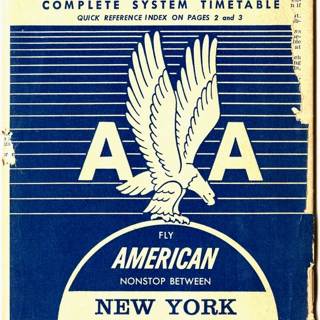 COMPLETE SYSTEM TIMETABLE
QUICK REFERENCE INDEX ON PAGES 2 and 3
A A
FLY
AMERICAN
NONSTOP BETWEEN
NEW YORK